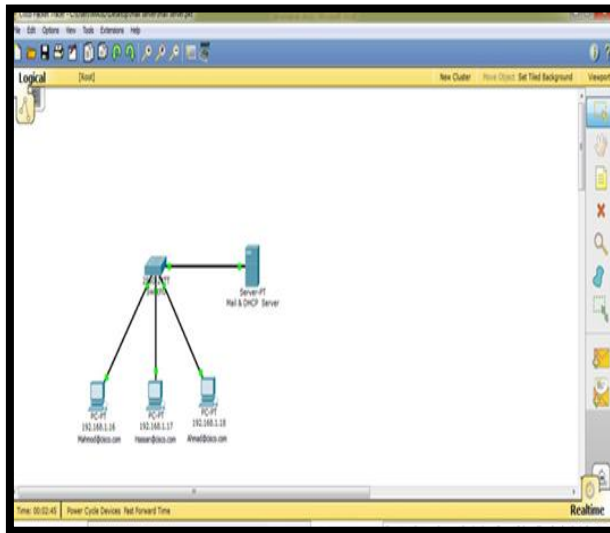 File Edit Options View Tools Extensions Help
Logical [Root] New Cluster Move Object Set Tiled Background Viewport
Server-PT
Mail & DHCP Server
PC-PT
192.168.1.16
Mahmod@cisco.com
PC-PT
192.168.1.17
Hassan@cisco.com
PC-PT
192.168.1.18
Ahmad@cisco.com
Time: 00:02:45 Power Cycle Devices Fast Forward Time Realtime